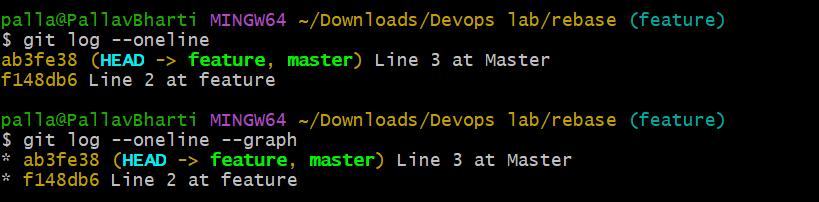 palla@PallavBharti MINGW64 ~/Downloads/Devops lab/rebase (feature)
$ git log --oneline
ab3fe38 (HEAD -> feature, master) Line 3 at Master
f148db6 Line 2 at feature
palla@PallavBharti MINGW64 ~/Downloads/Devops lab/rebase (feature)
$ git log --oneline --graph
* ab3fe38 (HEAD -> feature, master) Line 3 at Master
* f148db6 Line 2 at feature